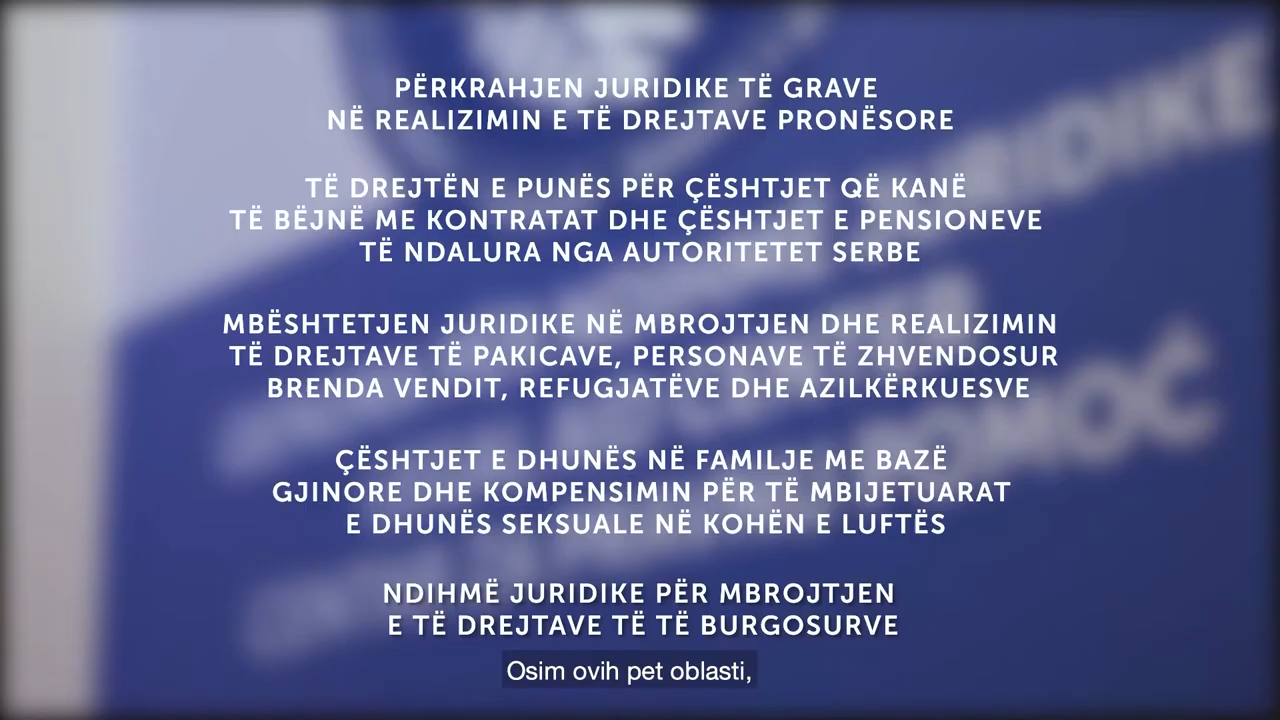 PËRKRAHJEN JURIDIKE TË GRAVE
NË REALIZIMIN E TË DREJTAVE PRONËSORE
TË DREJTËN E PUNËS PËR ÇËSHTJET QË KANË
TË BËJNË ME KONTRATAT DHE ÇËSHTJET E PENSIONEVE
TË NDALURA NGA AUTORITETET SERBE
MBËSHTETJEN JURIDIKE NË MBROJTJEN DHE REALIZIMIN
TË DREJTAVE TË PAKICAVE, PERSONAVE TË ZHVENDOSUR
BRENDA VENDIT, REFUGJATËVE DHE AZILKËRKUESVE
ÇËSHTJET E DHUNËS NË FAMILJE ME BAZË
GJINORE DHE KOMPENSIMIN PËR TË MBIJETUARAT
E DHUNËS SEKSUALE NË KOHËN E LUFTËS
NDIHMË JURIDIKE PËR MBROJTJEN
E TË DREJTAVE TË TË BURGOSURVE
Osim ovih pet oblasti,
JURIDIKE
POMOĆ